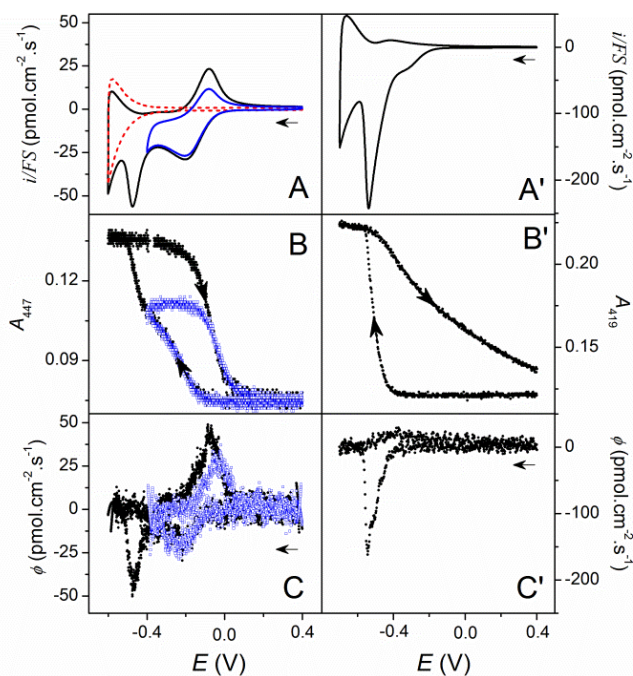 50
25
0
-25
-50
i/FS (pmol.cm⁻².s⁻¹)
A
A'
0
-100
-200
i/FS (pmol.cm⁻².s⁻¹)
0.12
0.09
A₄₄₇
B
B'
0.20
0.15
A₄₁₉
50
25
0
-25
-50
ϕ (pmol.cm⁻².s⁻¹)
C
C'
0
-100
-200
ϕ (pmol.cm⁻².s⁻¹)
-0.4 0.0 0.4
-0.4 0.0 0.4
E (V)
E (V)